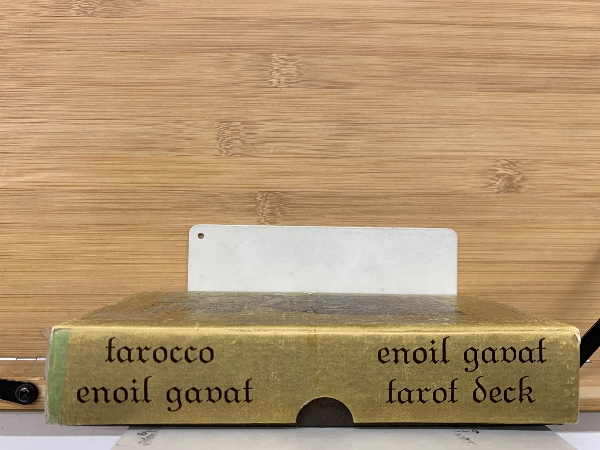 tarocco
enoil gavat
enoil gavat
tarot deck